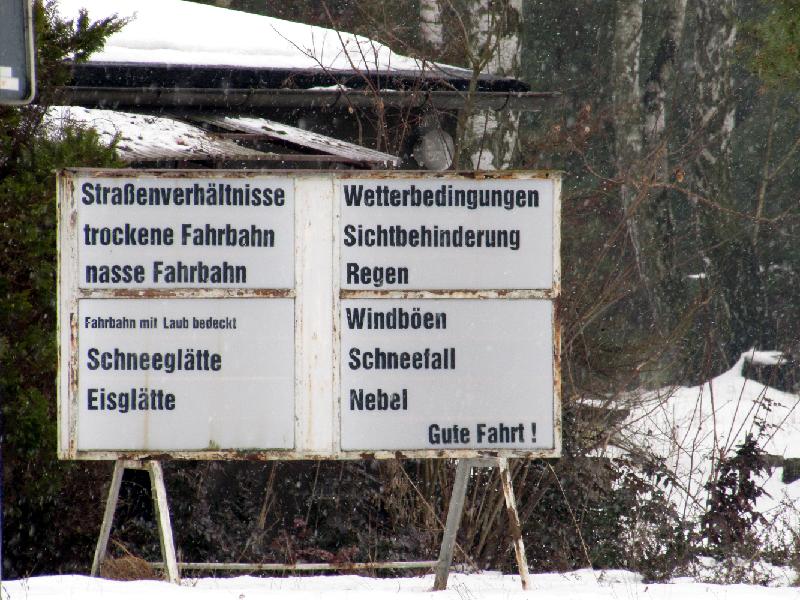 Straßenverhältnisse
trockene Fahrbahn
nasse Fahrbahn
Fahrbahn mit Laub bedeckt
Schneeglätte
Eisglätte
Wetterbedingungen
Sichtbehinderung
Regen
Windböen
Schneefall
Nebel
Gute Fahrt !